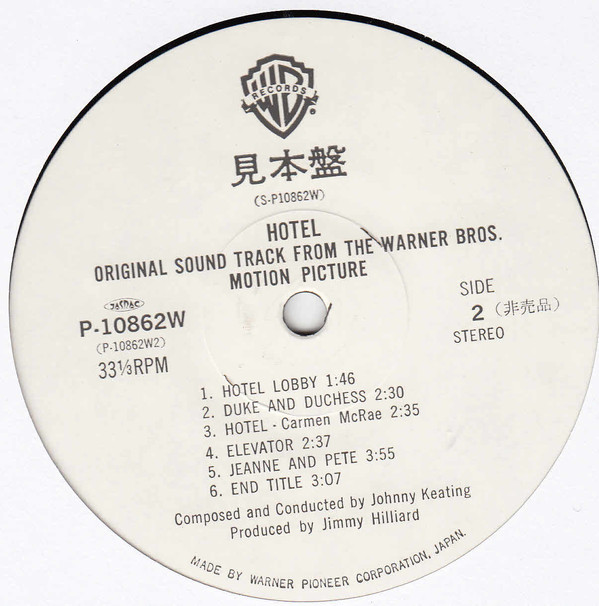 WB
RECORDS
®
見本盤
(S-P10862W)
HOTEL
ORIGINAL SOUND TRACK FROM THE WARNER BROS.
MOTION PICTURE
JASRAC
P-10862W
(P-10862W2)
33⅓RPM
SIDE
2 (非売品)
STEREO
1. HOTEL LOBBY 1:46
2. DUKE AND DUCHESS 2:30
3. HOTEL - Carmen McRae 2:35
4. ELEVATOR 2:37
5. JEANNE AND PETE 3:55
6. END TITLE 3:07
Composed and Conducted by Johnny Keating
Produced by Jimmy Hilliard
MADE BY WARNER PIONEER CORPORATION, JAPAN.